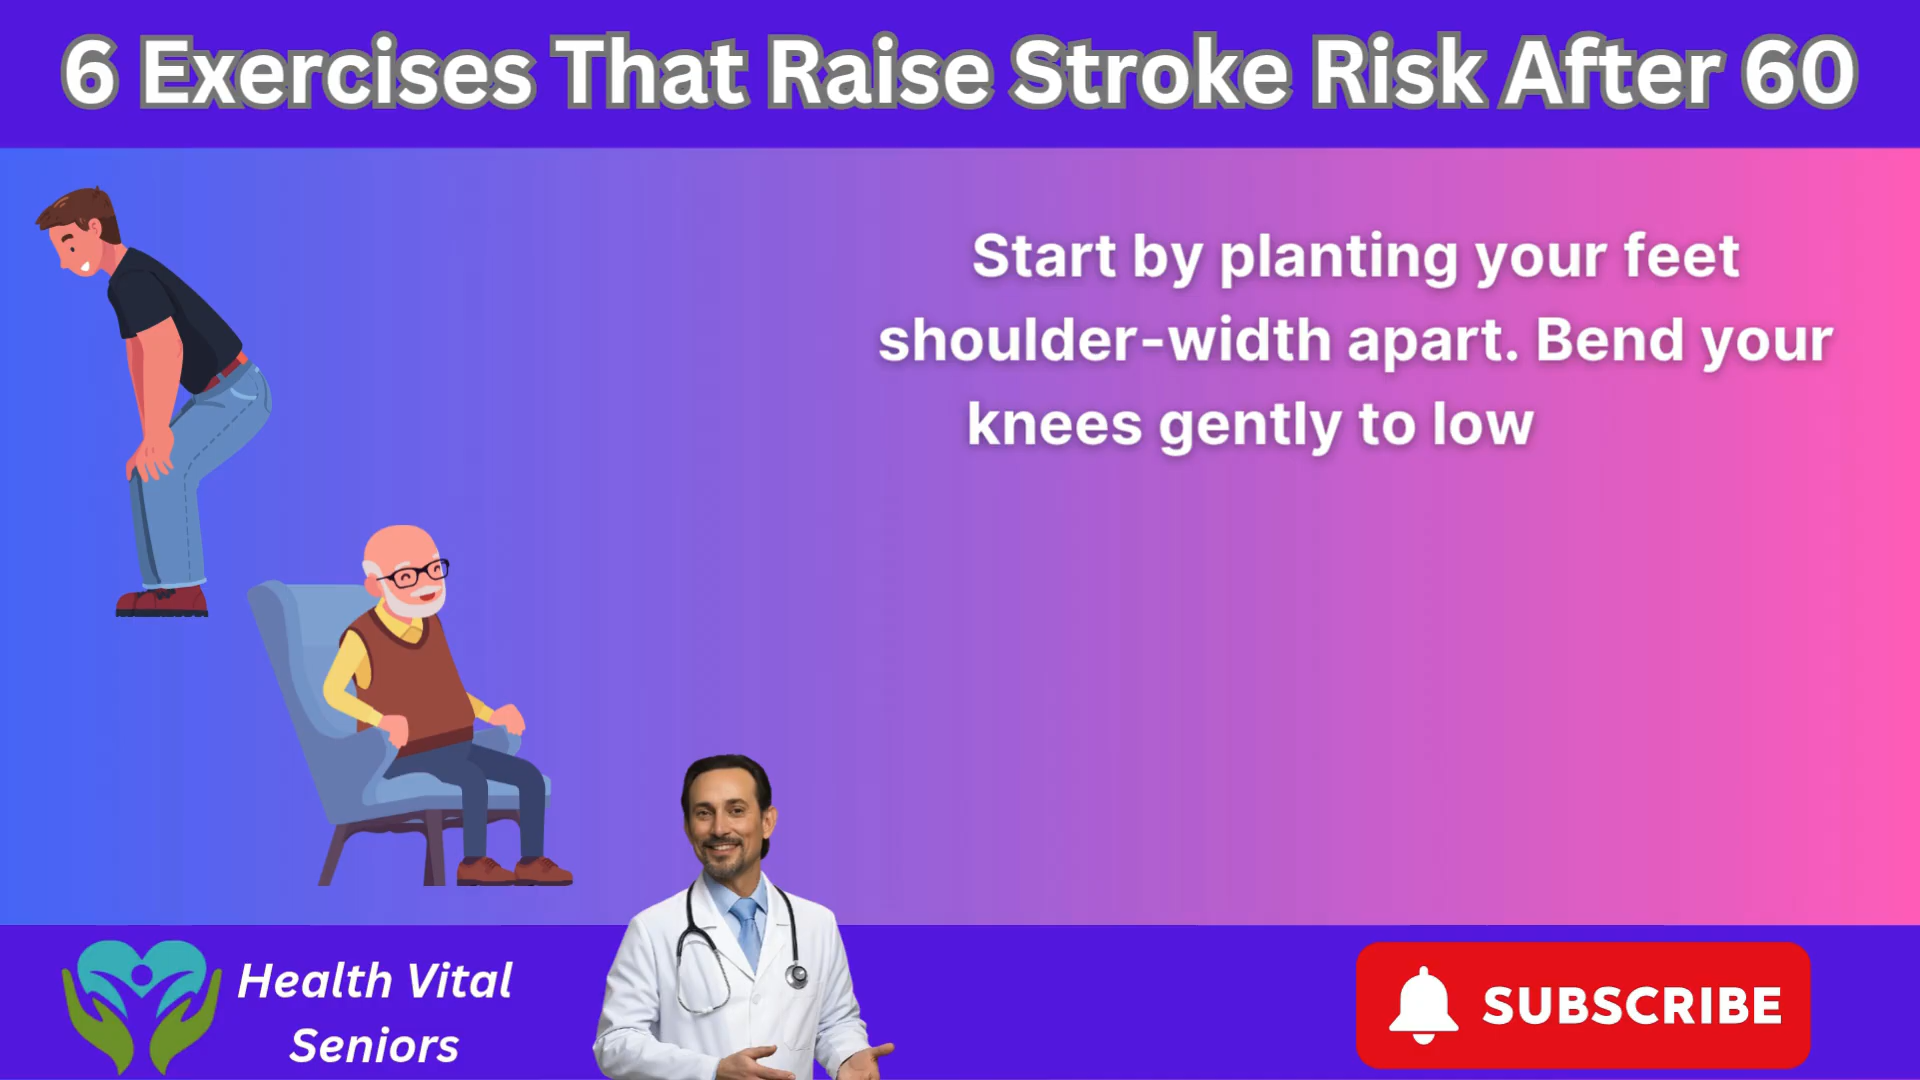 6 Exercises That Raise Stroke Risk After 60
Start by planting your feet
shoulder-width apart. Bend your
knees gently to low
Health Vital
Seniors
SUBSCRIBE